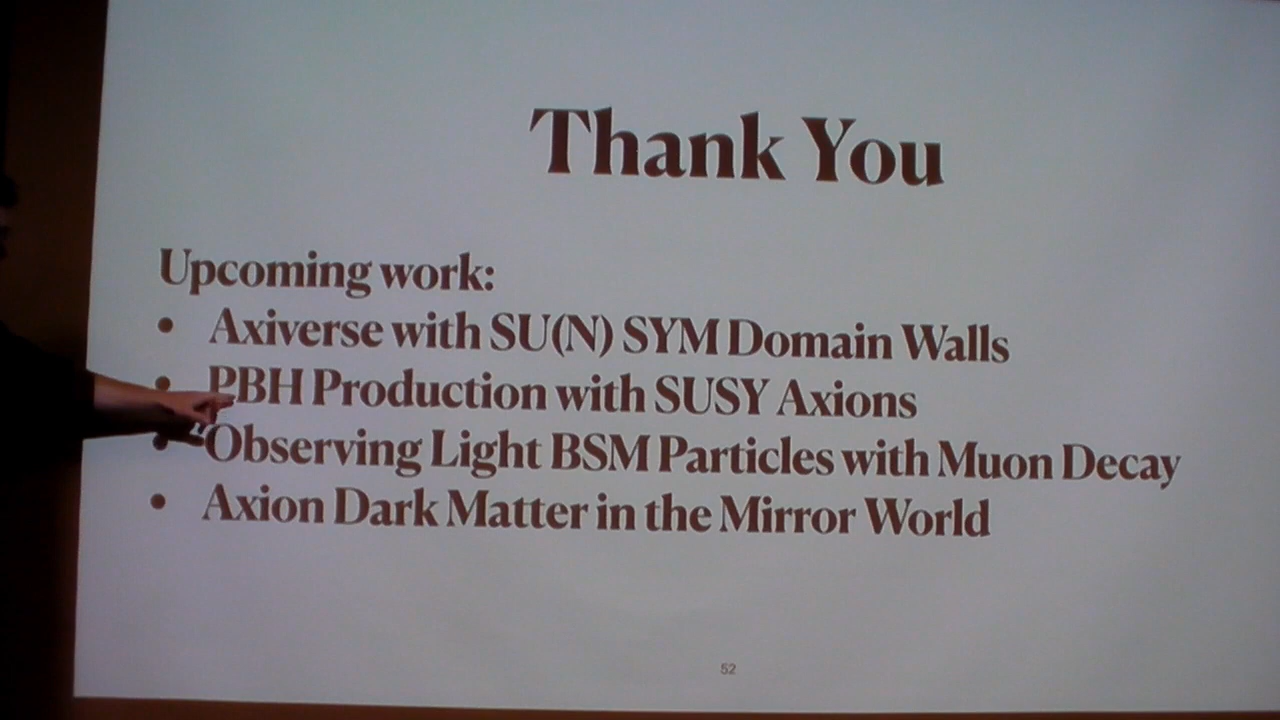 Thank You
Upcoming work:
• Axiverse with SU(N) SYM Domain Walls
• PBH Production with SUSY Axions
• Observing Light BSM Particles with Muon Decay
• Axion Dark Matter in the Mirror World
52